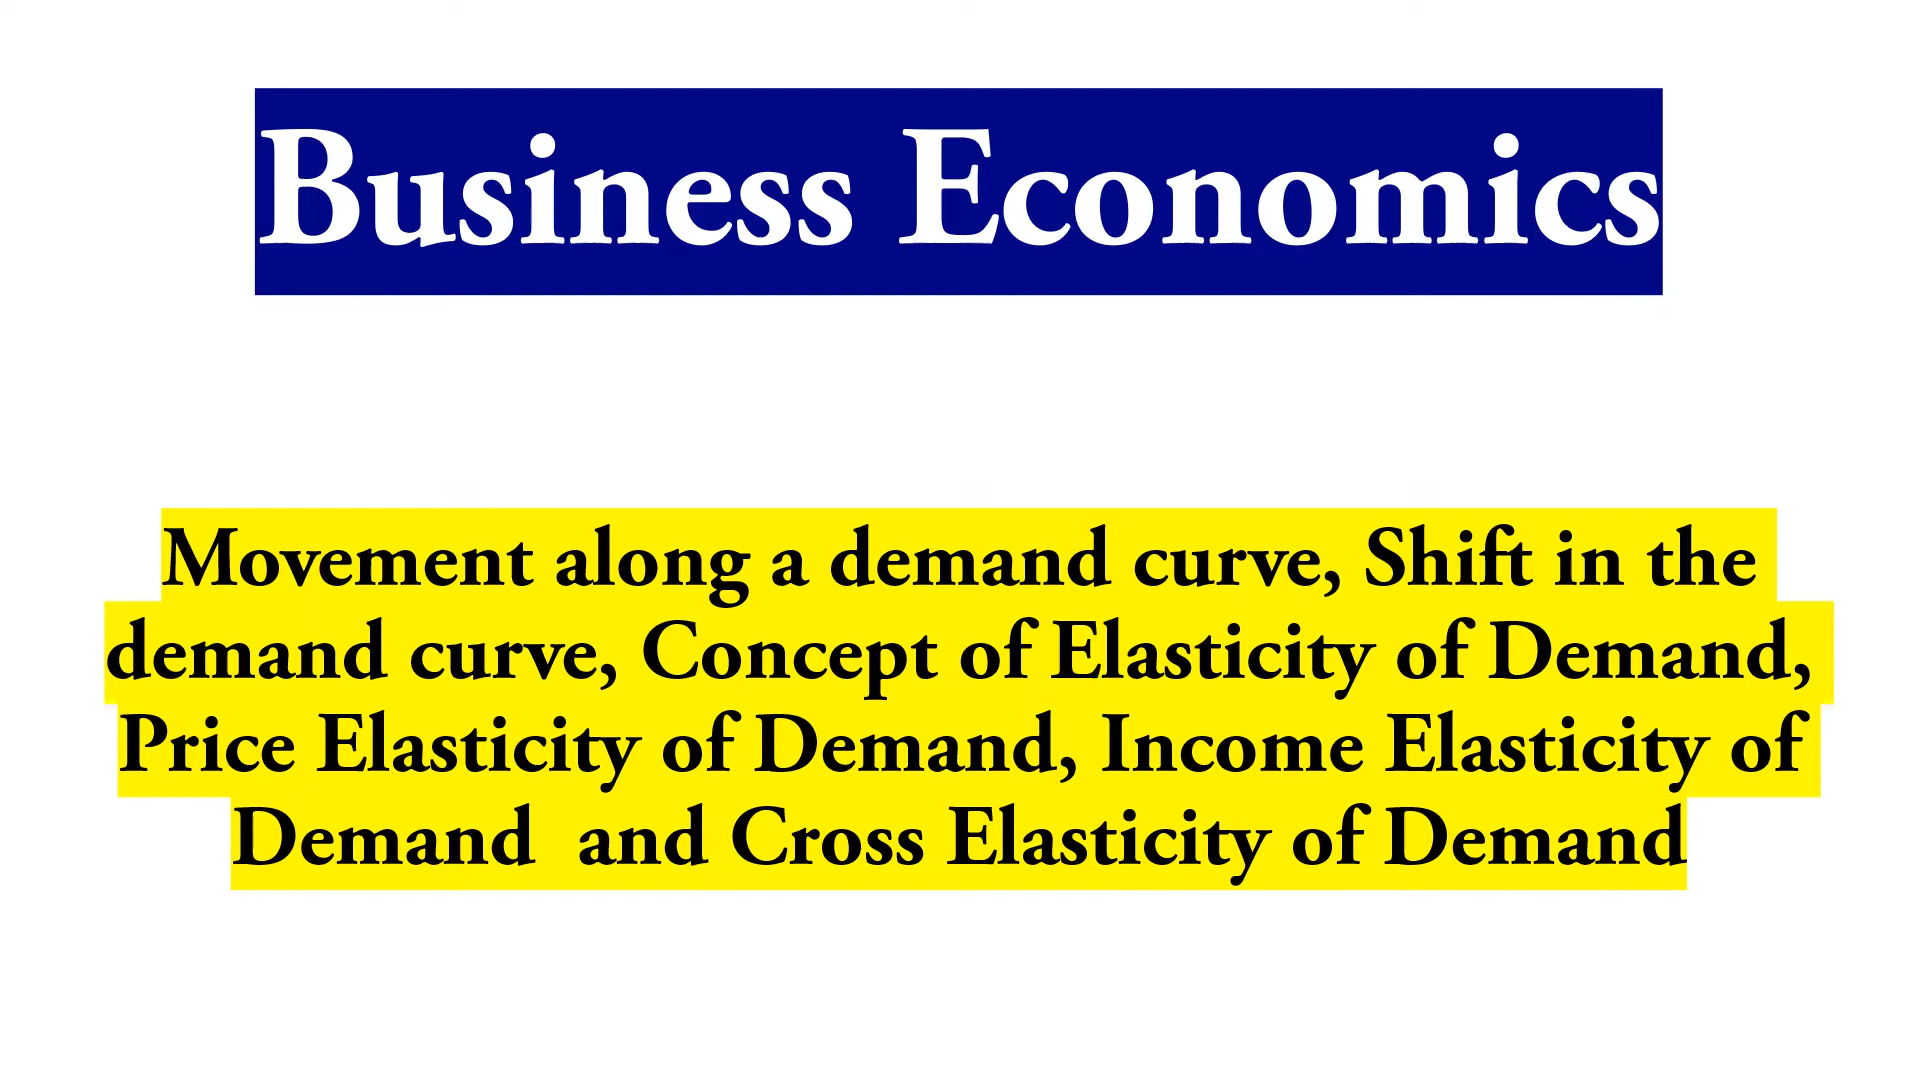 Business Economics
Movement along a demand curve, Shift in the
demand curve, Concept of Elasticity of Demand,
Price Elasticity of Demand, Income Elasticity of
Demand  and Cross Elasticity of Demand